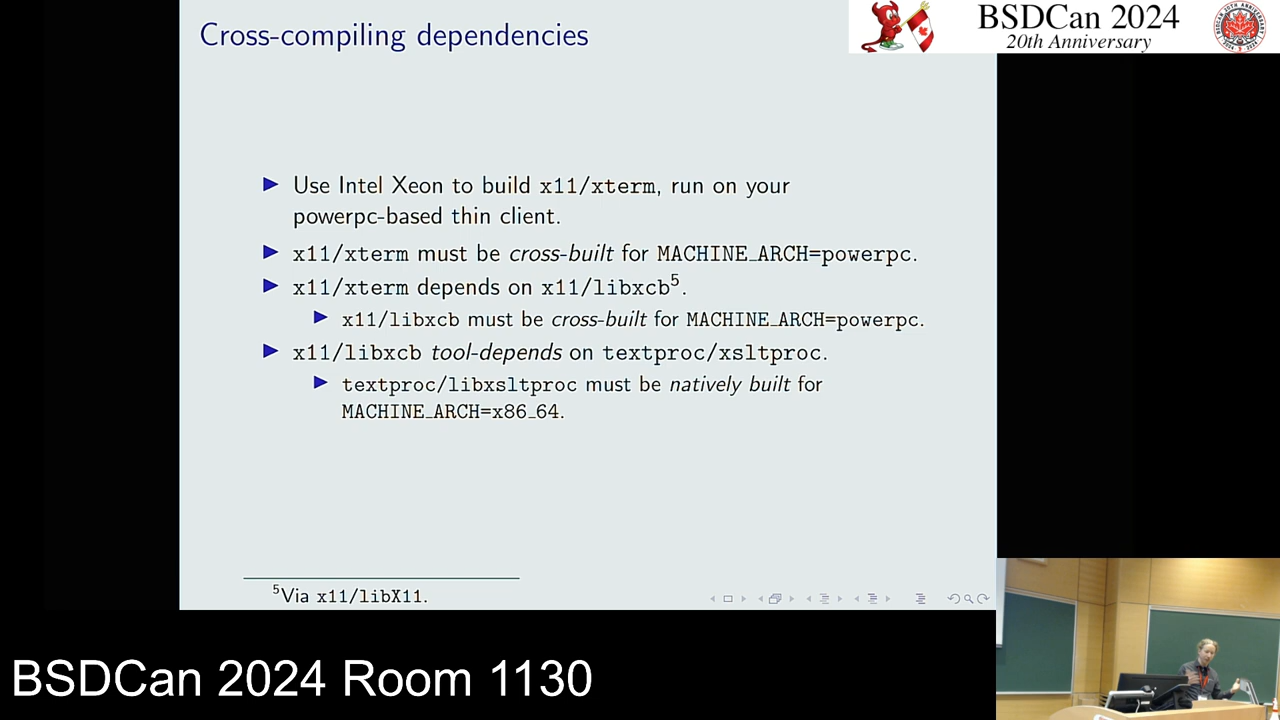 Cross-compiling dependencies
BSDCan 2024
20th Anniversary
▶ Use Intel Xeon to build x11/xterm, run on your
powerpc-based thin client.
▶ x11/xterm must be cross-built for MACHINE_ARCH=powerpc.
▶ x11/xterm depends on x11/libxcb⁵.
▶ x11/libxcb must be cross-built for MACHINE_ARCH=powerpc.
▶ x11/libxcb tool-depends on textproc/xsltproc.
▶ textproc/libxsltproc must be natively built for
MACHINE_ARCH=x86_64.
⁵Via x11/libX11.
BSDCan 2024 Room 1130